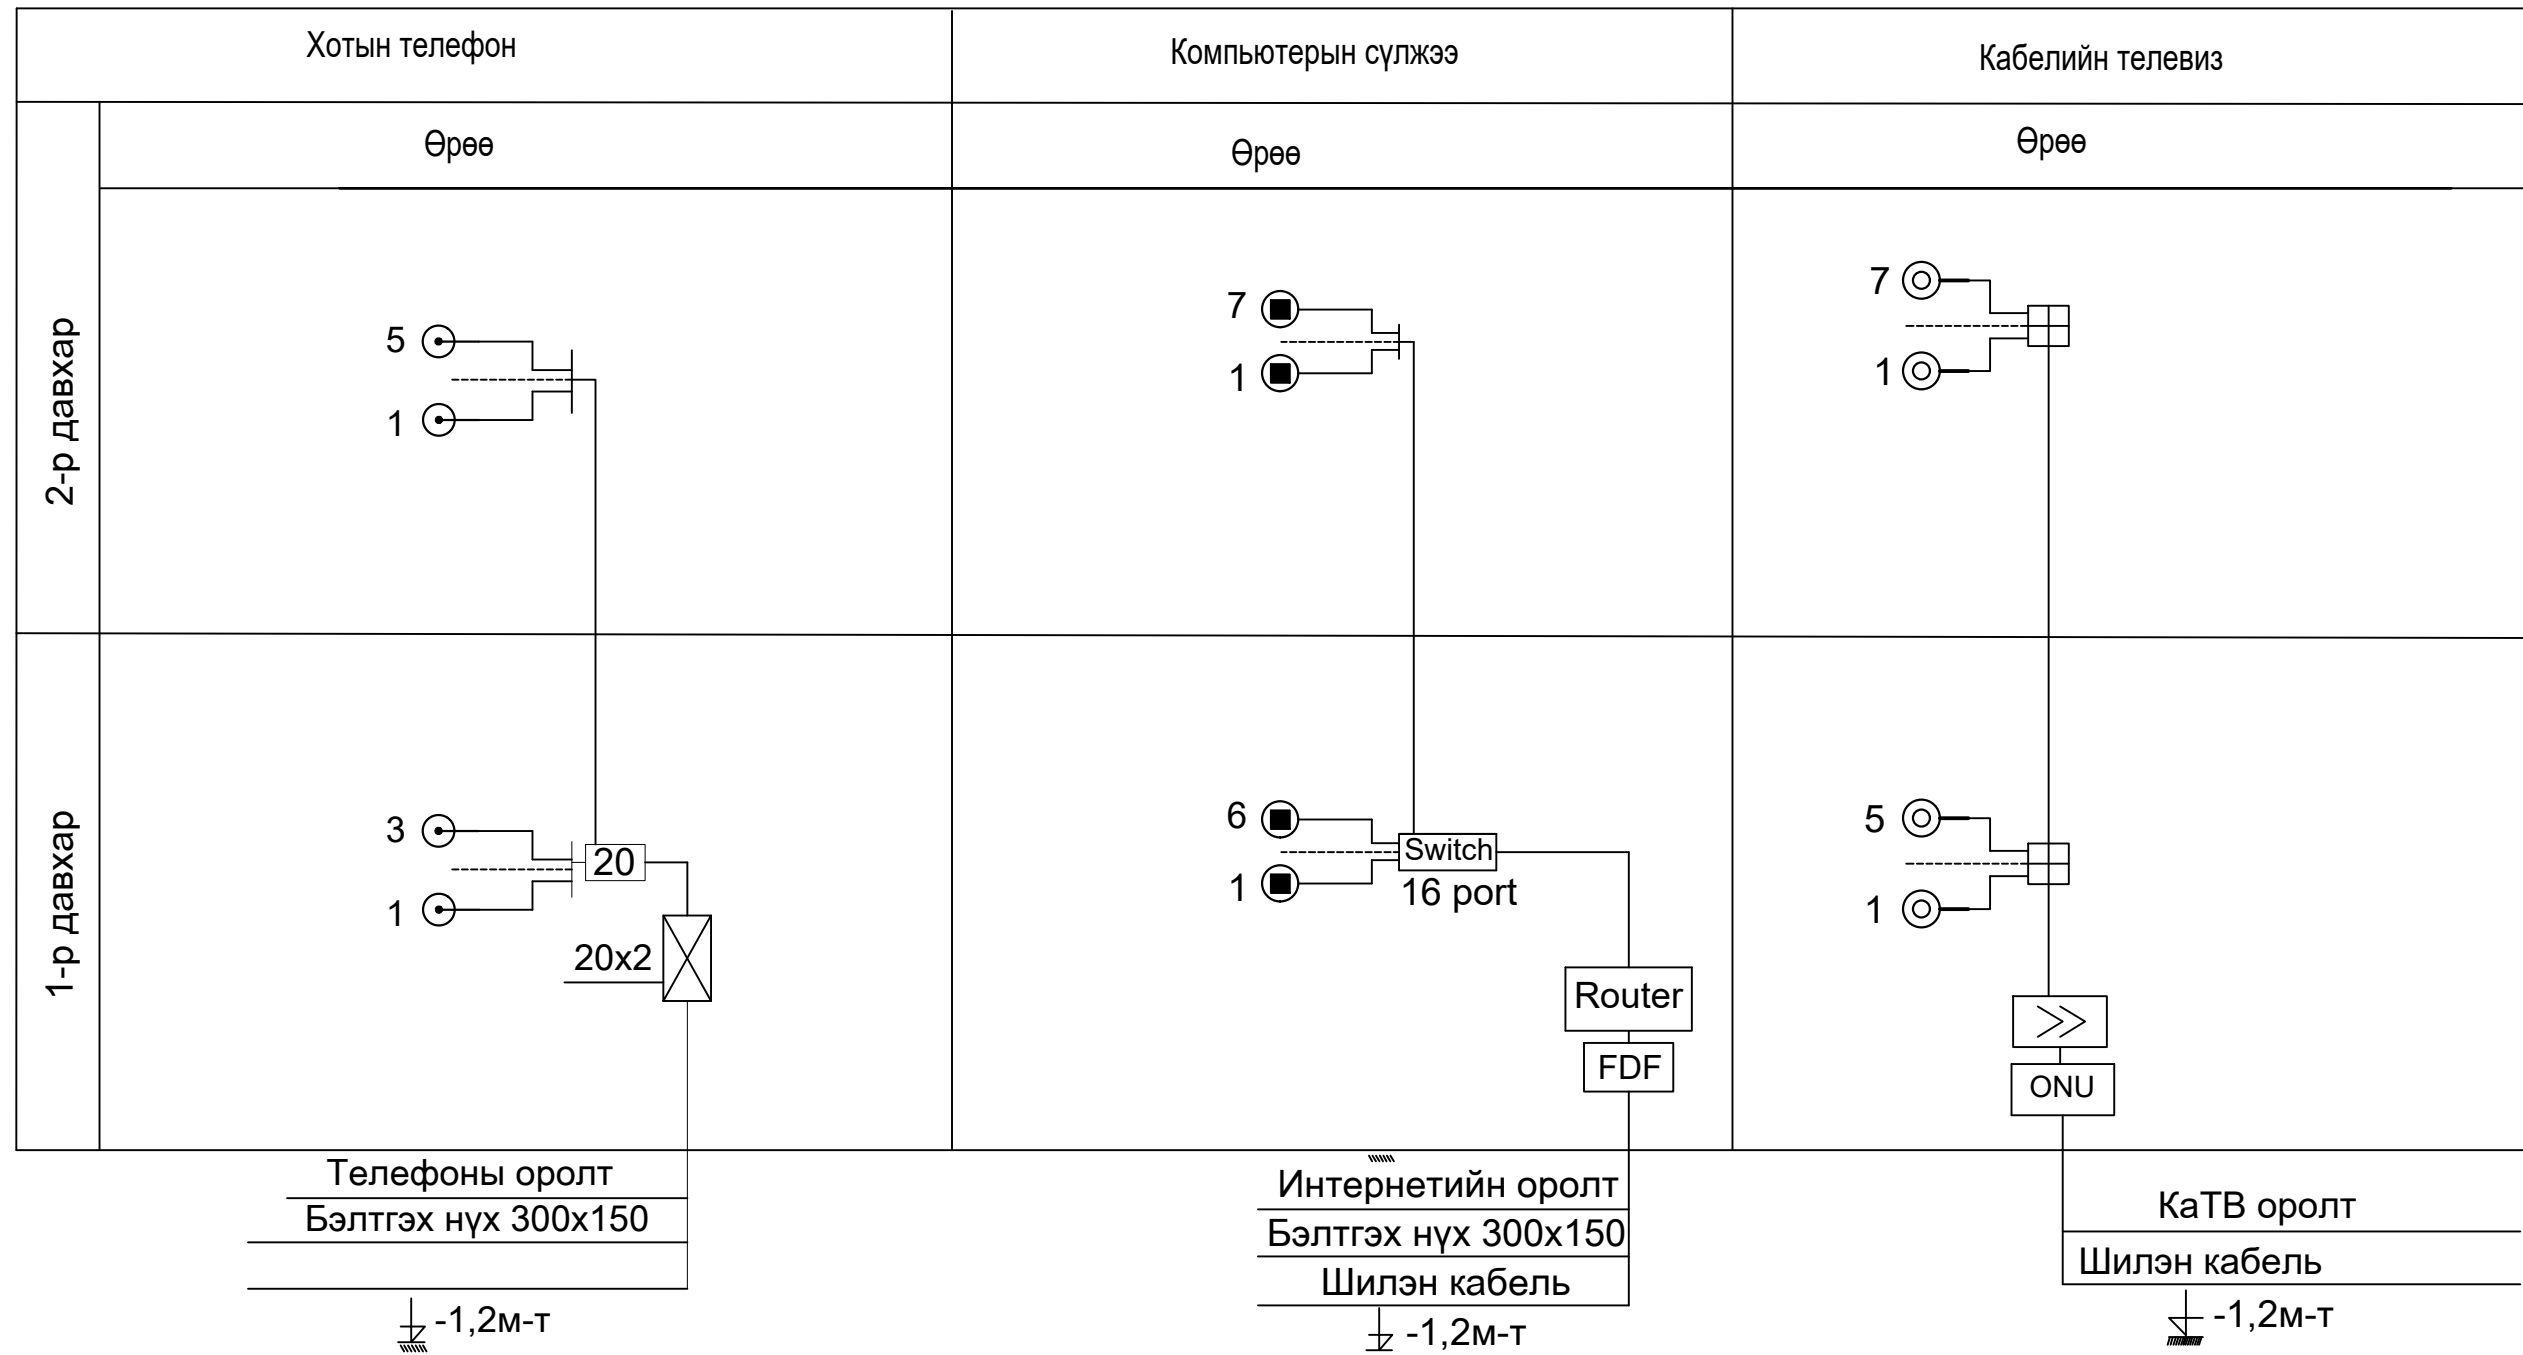 Хотын телефон
Компьютерын сүлжээ
Кабелийн телевиз
Өрөө
Өрөө
Өрөө
2-р давхар
5
1
7
1
7
1
1-р давхар
3
1
20
20x2
6
1
Switch
16 port
Router
FDF
5
1
ONU
Телефоны оролт
Бэлтгэх нүх 300x150
-1,2м-т
Интернетийн оролт
Бэлтгэх нүх 300x150
Шилэн кабель
-1,2м-т
КаТВ оролт
Шилэн кабель
-1,2м-т